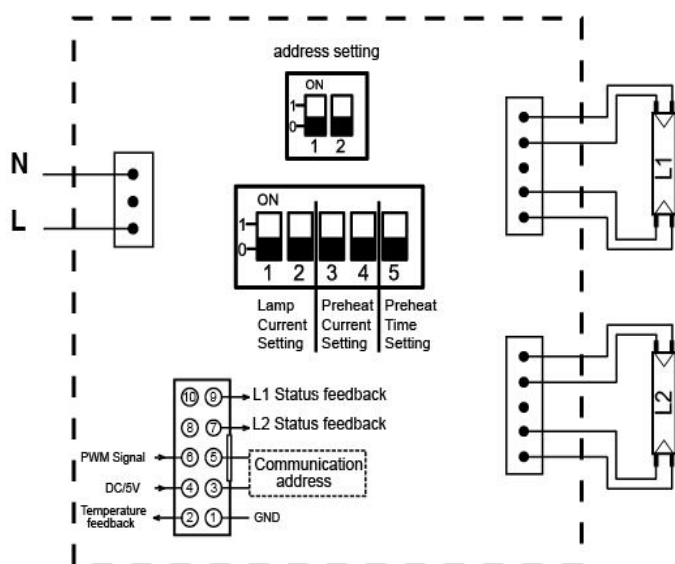 address setting
ON
1
0
1 2
N
L
ON
1
0
1 2 3 4 5
Lamp Current Setting
Preheat Current Setting
Preheat Time Setting
L1
L2
10 9 L1 Status feedback
8 7 L2 Status feedback
PWM Signal 6 5
Communication address
DC/5V 4 3
Temperature feedback 2 1 GND